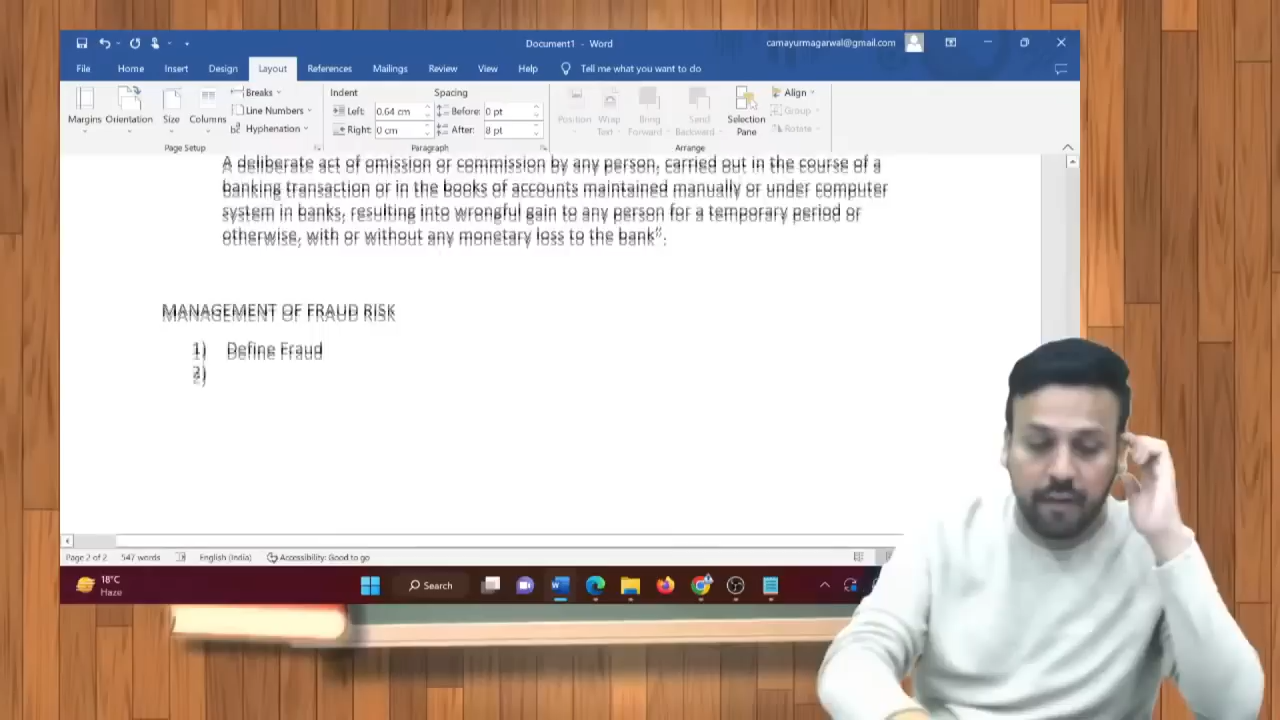 Document1 - Word
camayurmagarwal@gmail.com
File Home Insert Design Layout References Mailings Review View Help Tell me what you want to do
Margins Orientation Size Columns
Breaks
Line Numbers
Hyphenation
Page Setup
Indent Spacing
Left: 0.64 cm Before: 0 pt
Right: 0 cm After: 8 pt
Paragraph
Position Wrap Text Bring Forward Send Backward Selection Pane
Align
Group
Rotate
Arrange
A deliberate act of omission or commission by any person, carried out in the course of a
banking transaction or in the books of accounts maintained manually or under computer
system in banks, resulting into wrongful gain to any person for a temporary period or
otherwise, with or without any monetary loss to the bank”.
MANAGEMENT OF FRAUD RISK
1) Define Fraud
2)
Page 2 of 2 547 words English (India) Accessibility: Good to go
18°C
Haze
Search